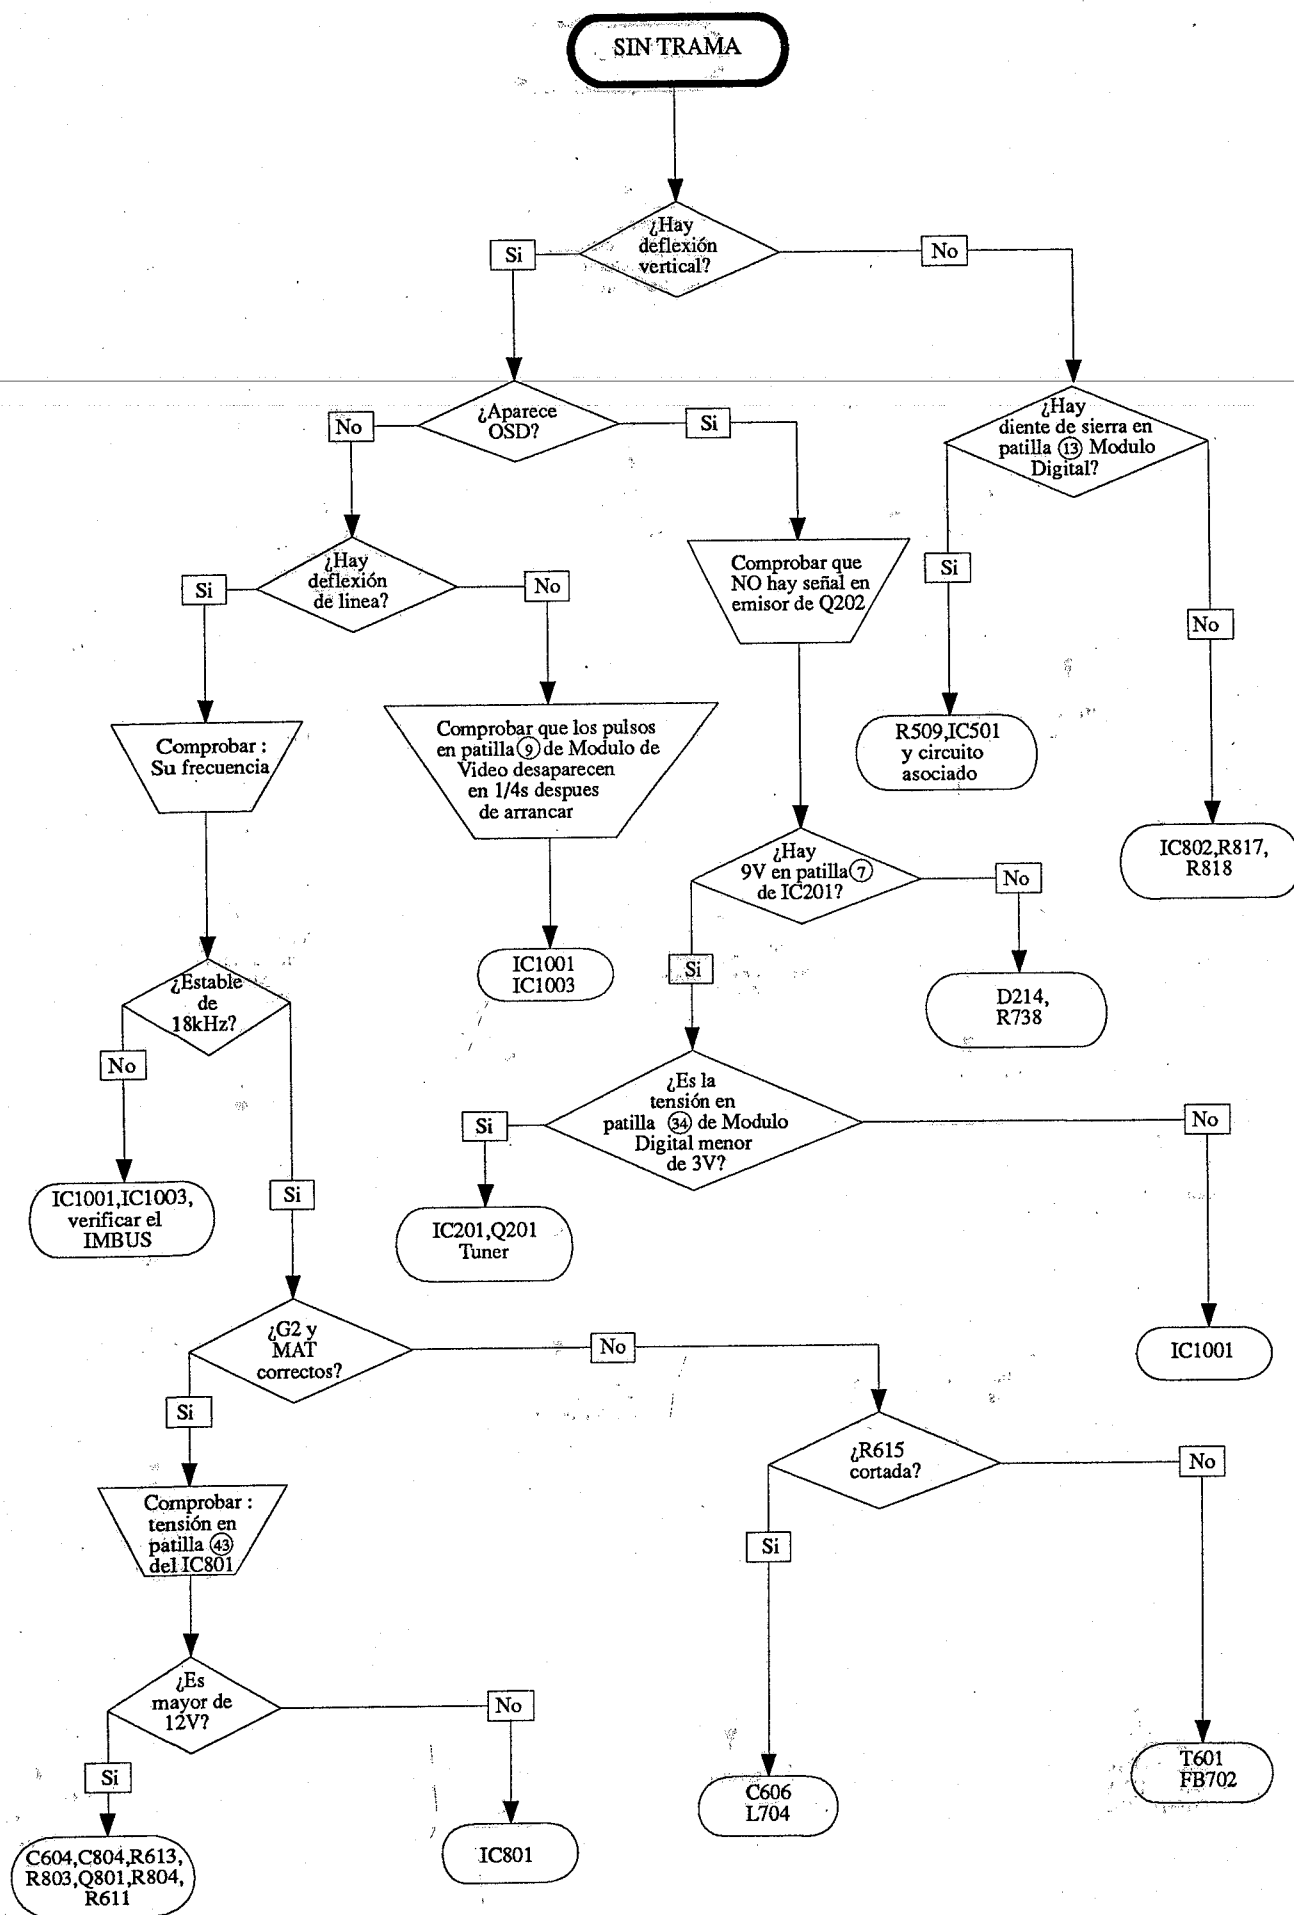 SIN TRAMA
¿Hay
deflexión
vertical?
Si
No
¿Aparece
OSD?
No
Si
¿Hay
diente de sierra en
patilla 13 Modulo
Digital?
¿Hay
deflexión
de linea?
Si
No
Comprobar que
NO hay señal en
emisor de Q202
Si
No
Comprobar :
Su frecuencia
Comprobar que los pulsos
en patilla 9 de Modulo de
Video desaparecen
en 1/4s despues
de arrancar
R509,IC501
y circuito
asociado
IC802,R817,
R818
¿Hay
9V en patilla 7
de IC201?
No
Si
¿Estable
de
18kHz?
IC1001
IC1003
D214,
R738
No
¿Es la
tensión en
patilla 34 de Modulo
Digital menor
de 3V?
Si
No
Si
IC1001,IC1003,
verificar el
IMBUS
IC201,Q201
Tuner
¿G2 y
MAT
correctos?
No
IC1001
Si
¿R615
cortada?
No
Comprobar :
tensión en
patilla 43
del IC801
Si
¿Es
mayor de
12V?
No
Si
T601
FB702
C606
L704
C604,C804,R613,
R803,Q801,R804,
R611
IC801